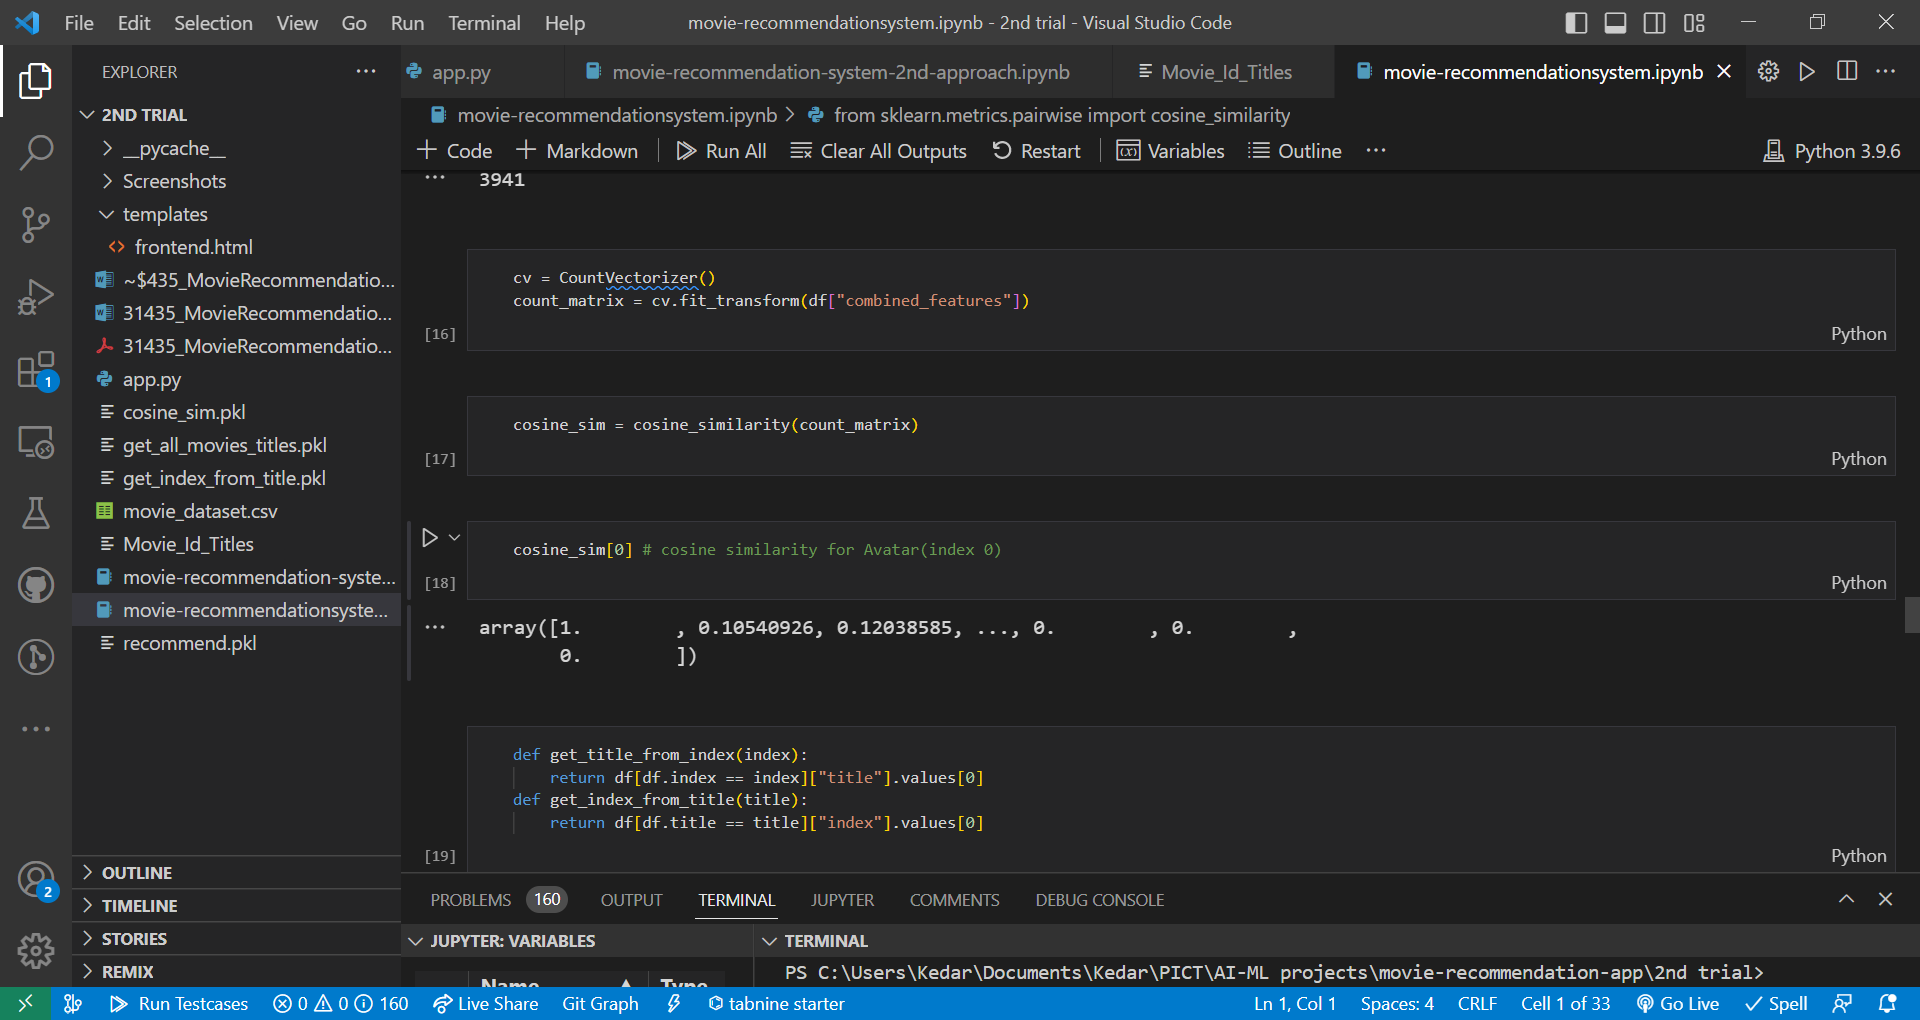 File Edit Selection View Go Run Terminal Help movie-recommendationsystem.ipynb - 2nd trial - Visual Studio Code
EXPLORER
2ND TRIAL
__pycache__
Screenshots
templates
frontend.html
~$435_MovieRecommendatio...
31435_MovieRecommendatio...
31435_MovieRecommendatio...
app.py
cosine_sim.pkl
get_all_movies_titles.pkl
get_index_from_title.pkl
movie_dataset.csv
Movie_Id_Titles
movie-recommendation-syste...
movie-recommendationsyste...
recommend.pkl
OUTLINE
TIMELINE
STORIES
REMIX
1
2
app.py movie-recommendation-system-2nd-approach.ipynb Movie_Id_Titles movie-recommendationsystem.ipynb
movie-recommendationsystem.ipynb > from sklearn.metrics.pairwise import cosine_similarity
+ Code + Markdown Run All Clear All Outputs Restart Variables Outline ... Python 3.9.6
... 3941
cv = CountVectorizer()
count_matrix = cv.fit_transform(df["combined_features"])
[16] Python
cosine_sim = cosine_similarity(count_matrix)
[17] Python
cosine_sim[0] # cosine similarity for Avatar(index 0)
[18] Python
... array([1.        , 0.10540926, 0.12038585, ..., 0.        , 0.        ,
0.        ])
def get_title_from_index(index):
return df[df.index == index]["title"].values[0]
def get_index_from_title(title):
return df[df.title == title]["index"].values[0]
[19] Python
PROBLEMS 160 OUTPUT TERMINAL JUPYTER COMMENTS DEBUG CONSOLE
JUPYTER: VARIABLES TERMINAL
Name Type
PS C:\Users\Kedar\Documents\Kedar\PICT\AI-ML projects\movie-recommendation-app\2nd trial>
Run Testcases 0 0 160 Live Share Git Graph tabnine starter Ln 1, Col 1 Spaces: 4 CRLF Cell 1 of 33 Go Live Spell